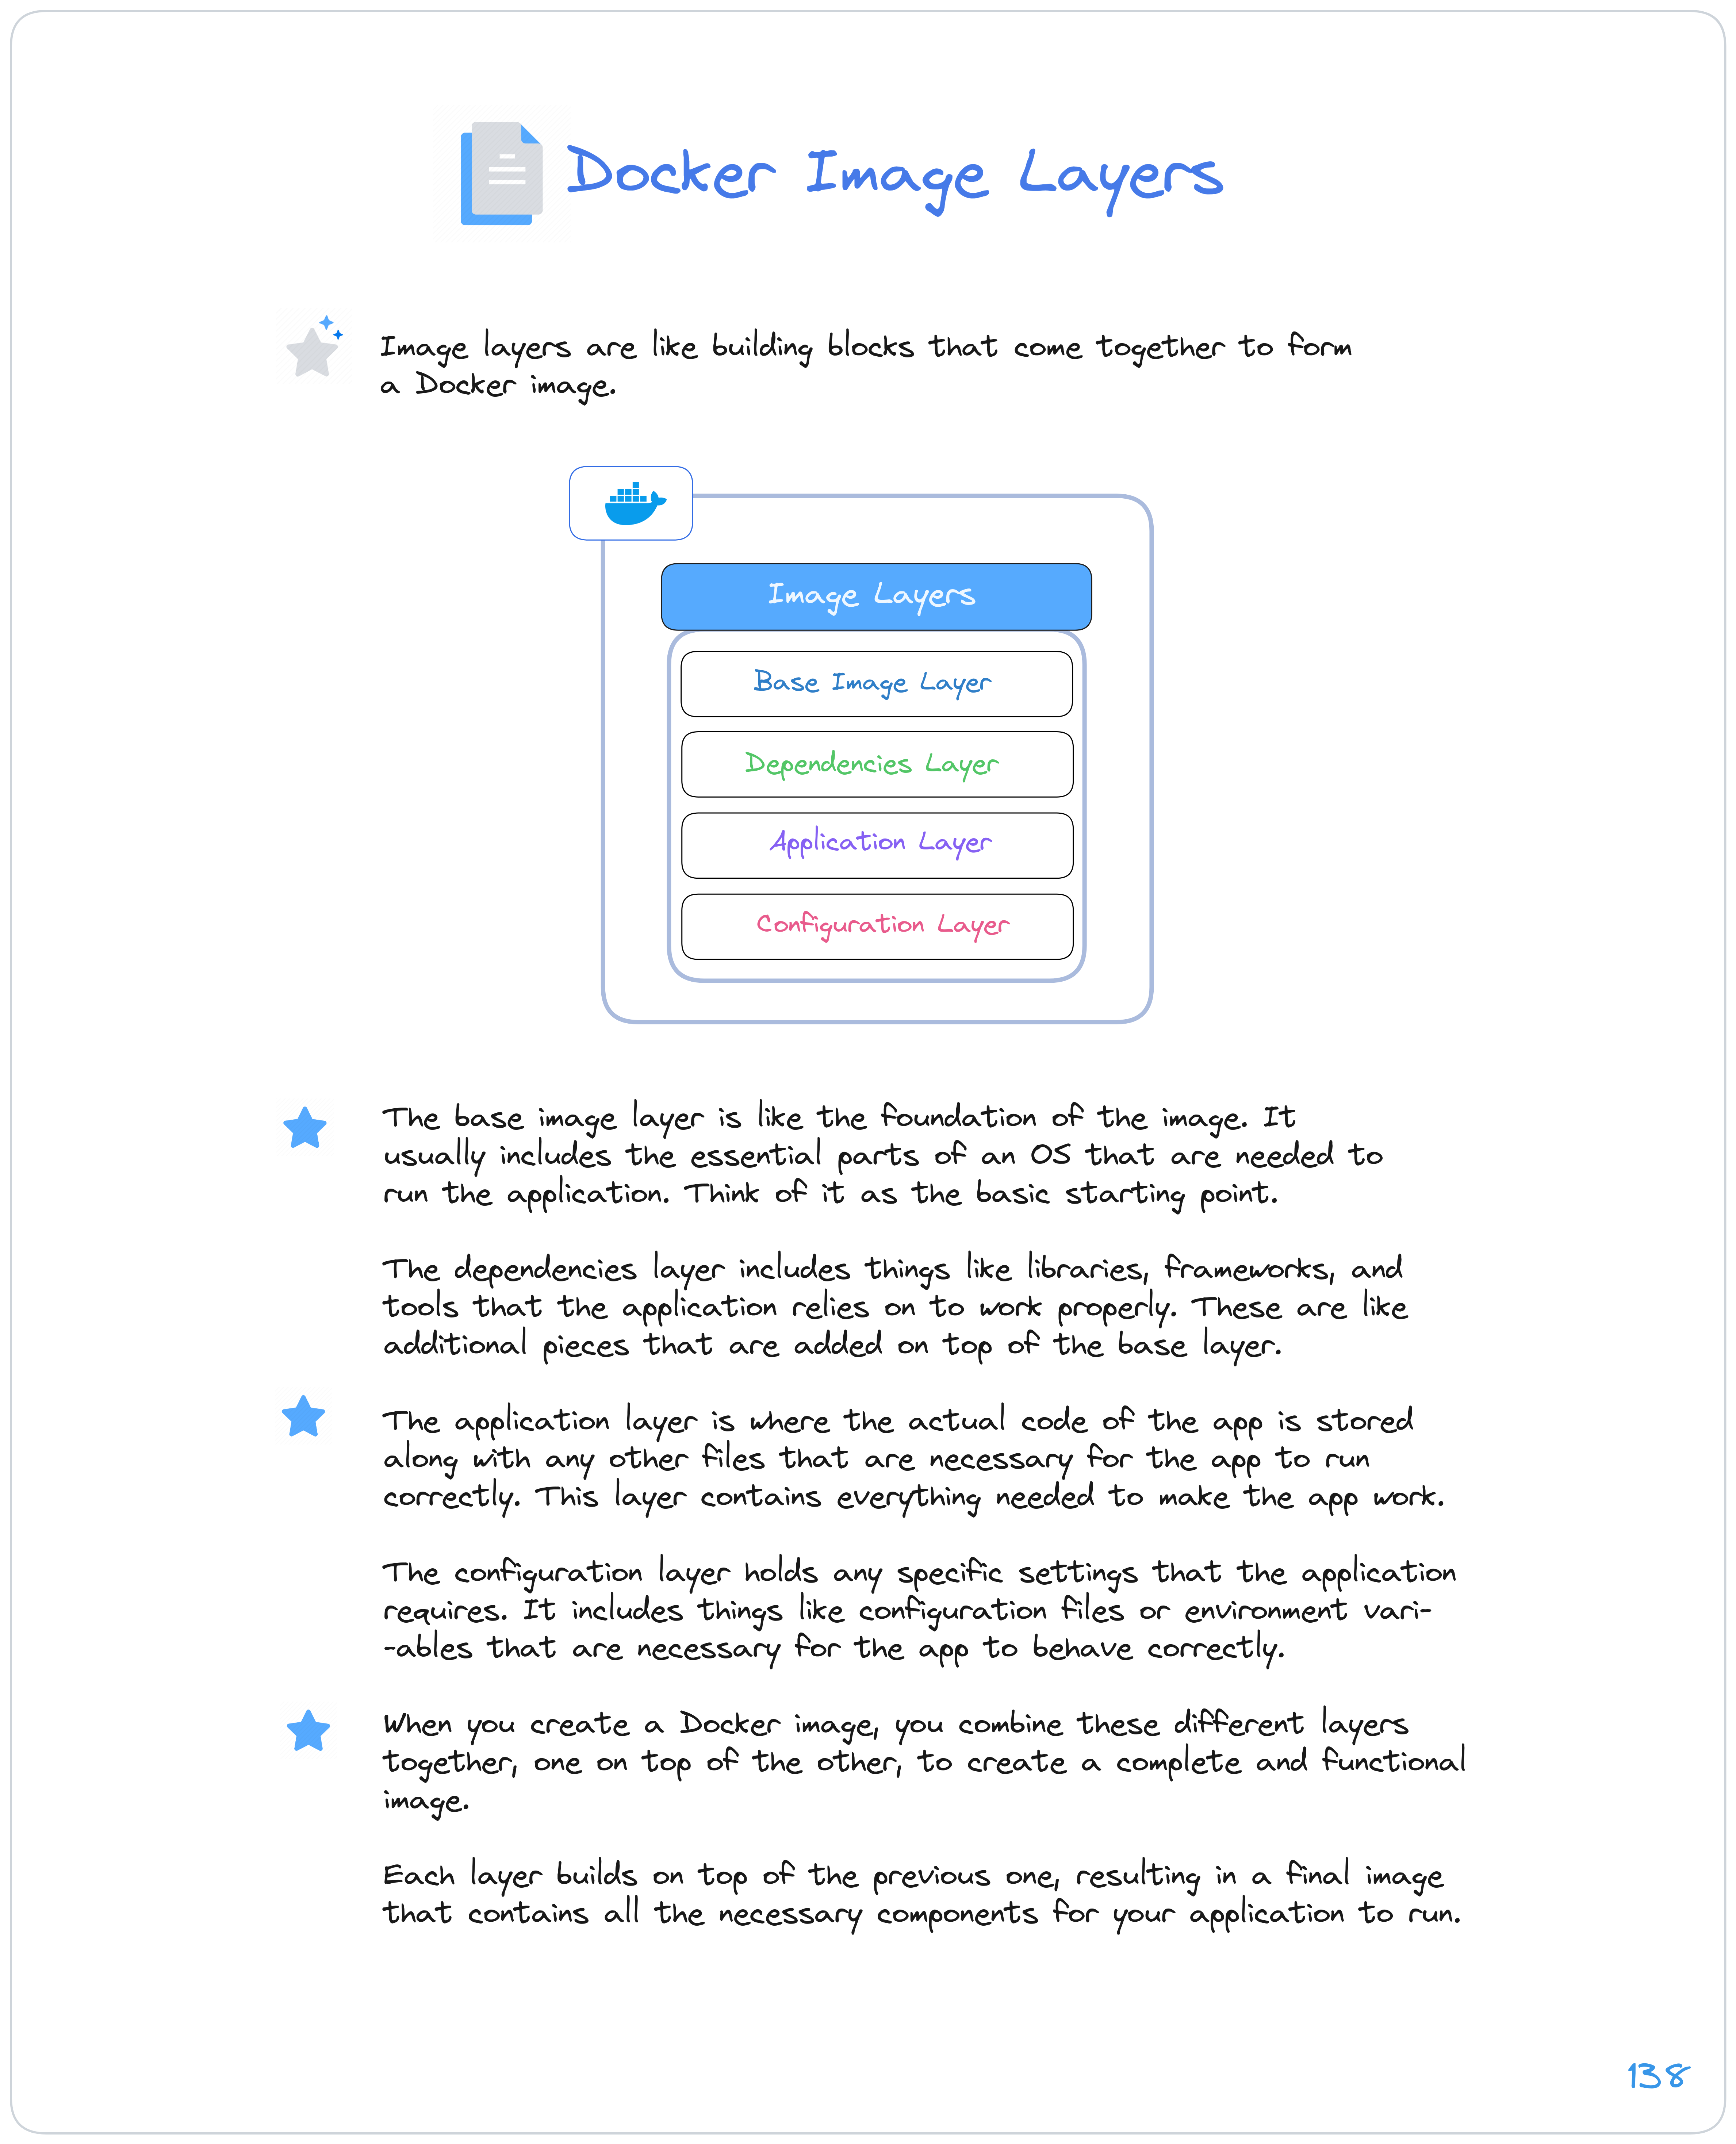 Docker Image Layers
Image layers are like building blocks that come together to form
a Docker image.
Image Layers
Base Image Layer
Dependencies Layer
Application Layer
Configuration Layer
The base image layer is like the foundation of the image. It
usually includes the essential parts of an OS that are needed to
run the application. Think of it as the basic starting point.
The dependencies layer includes things like libraries, frameworks, and
tools that the application relies on to work properly. These are like
additional pieces that are added on top of the base layer.
The application layer is where the actual code of the app is stored
along with any other files that are necessary for the app to run
correctly. This layer contains everything needed to make the app work.
The configuration layer holds any specific settings that the application
requires. It includes things like configuration files or environment vari-
-ables that are necessary for the app to behave correctly.
When you create a Docker image, you combine these different layers
together, one on top of the other, to create a complete and functional
image.
Each layer builds on top of the previous one, resulting in a final image
that contains all the necessary components for your application to run.
138